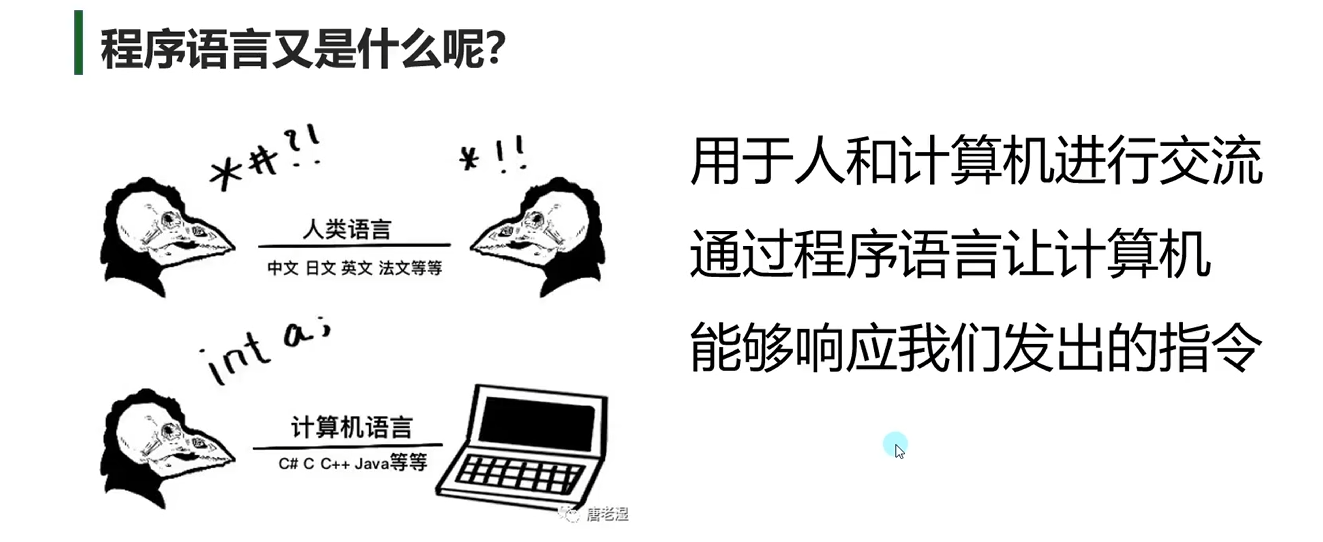 程序语言又是什么呢？
*#?!
*!!
人类语言
中文 日文 英文 法文等等
用于人和计算机进行交流
通过程序语言让计算机
能够响应我们发出的指令
int a;
计算机语言
C# C C++ Java等等
唐老湿